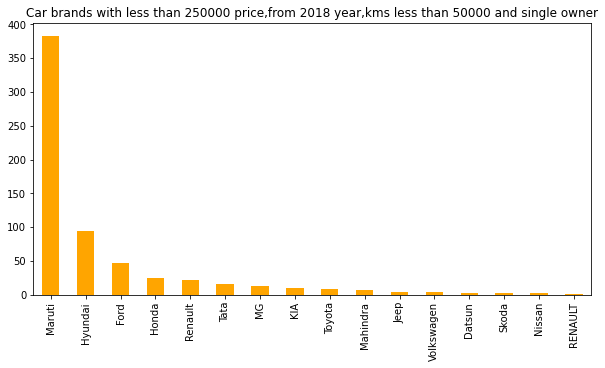 Car brands with less than 250000 price,from 2018 year,kms less than 50000 and single owner
400
350
300
250
200
150
100
50
0
Maruti
Hyundai
Ford
Honda
Renault
Tata
MG
KIA
Toyota
Mahindra
Jeep
Volkswagen
Datsun
Skoda
Nissan
RENAULT